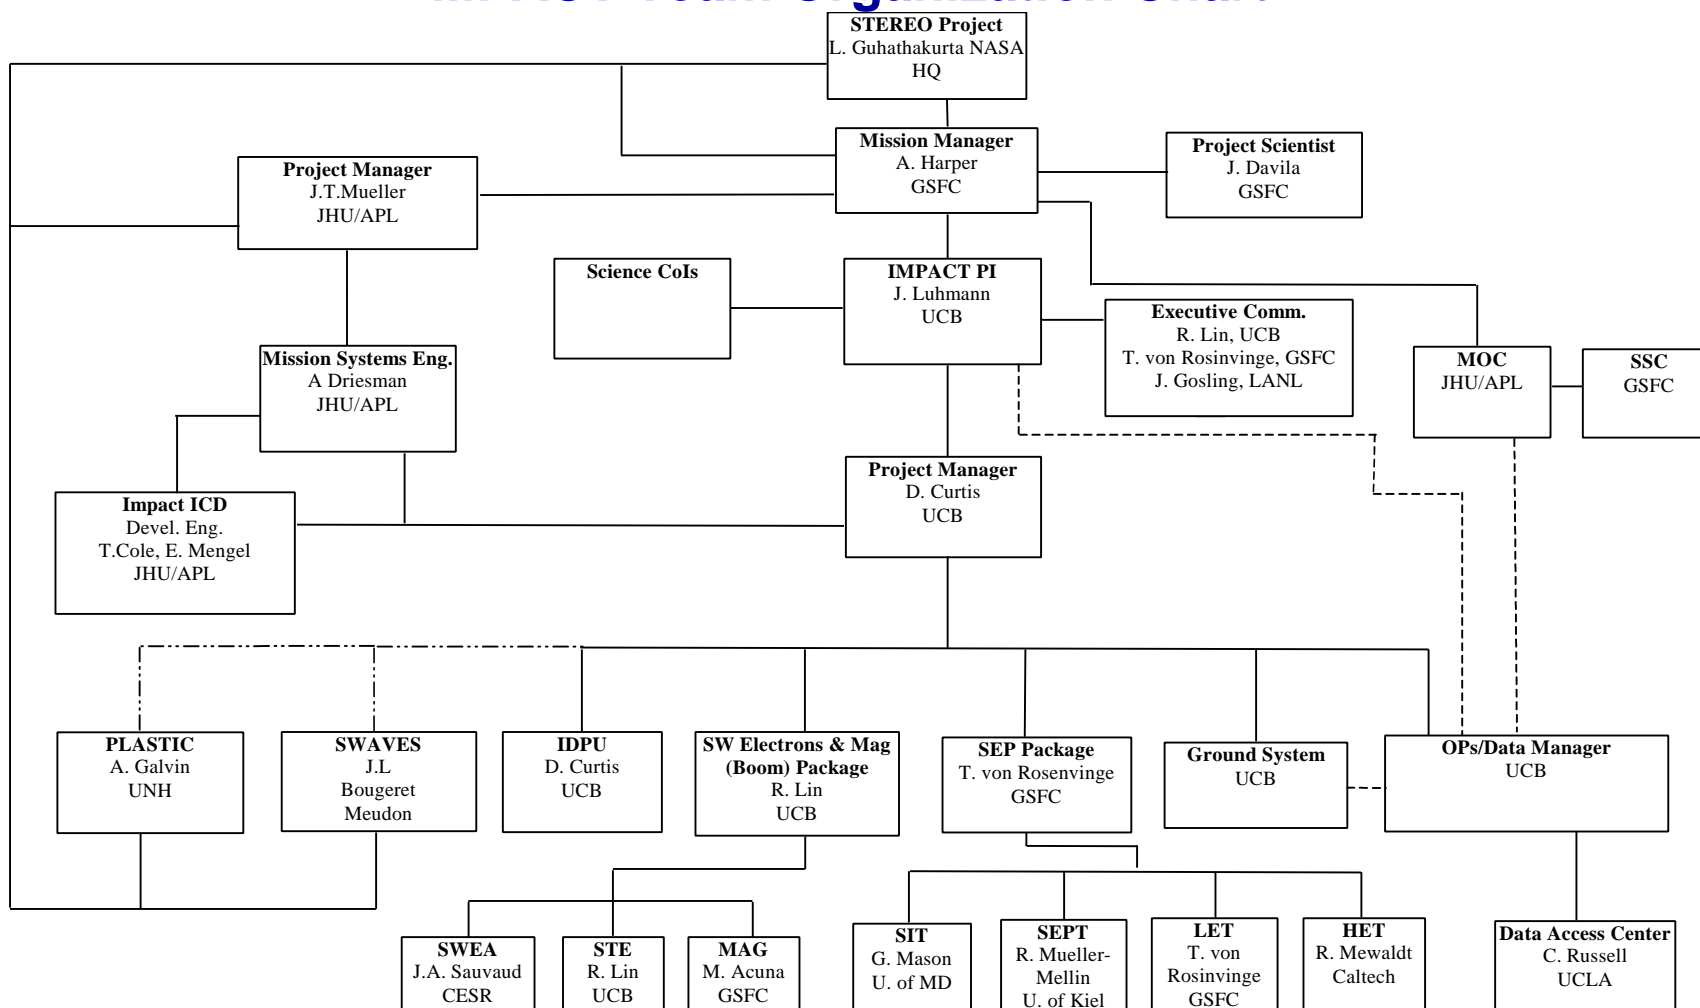 IMPACT Team Organization Chart
STEREO Project
L. Guhathakurta NASA
HQ
Mission Manager
A. Harper
GSFC
Project Scientist
J. Davila
GSFC
Project Manager
J.T.Mueller
JHU/APL
Science CoIs
IMPACT PI
J. Luhmann
UCB
Executive Comm.
R. Lin, UCB
T. von Rosinvinge, GSFC
J. Gosling, LANL
MOC
JHU/APL
SSC
GSFC
Mission Systems Eng.
A Driesman
JHU/APL
Project Manager
D. Curtis
UCB
Impact ICD
Devel. Eng.
T.Cole, E. Mengel
JHU/APL
PLASTIC
A. Galvin
UNH
SWAVES
J.L
Bougeret
Meudon
IDPU
D. Curtis
UCB
SW Electrons & Mag
(Boom) Package
R. Lin
UCB
SEP Package
T. von Rosenvinge
GSFC
Ground System
UCB
OPs/Data Manager
UCB
SWEA
J.A. Sauvaud
CESR
STE
R. Lin
UCB
MAG
M. Acuna
GSFC
SIT
G. Mason
U. of MD
SEPT
R. Mueller-
Mellin
U. of Kiel
LET
T. von
Rosinvinge
GSFC
HET
R. Mewaldt
Caltech
Data Access Center
C. Russell
UCLA